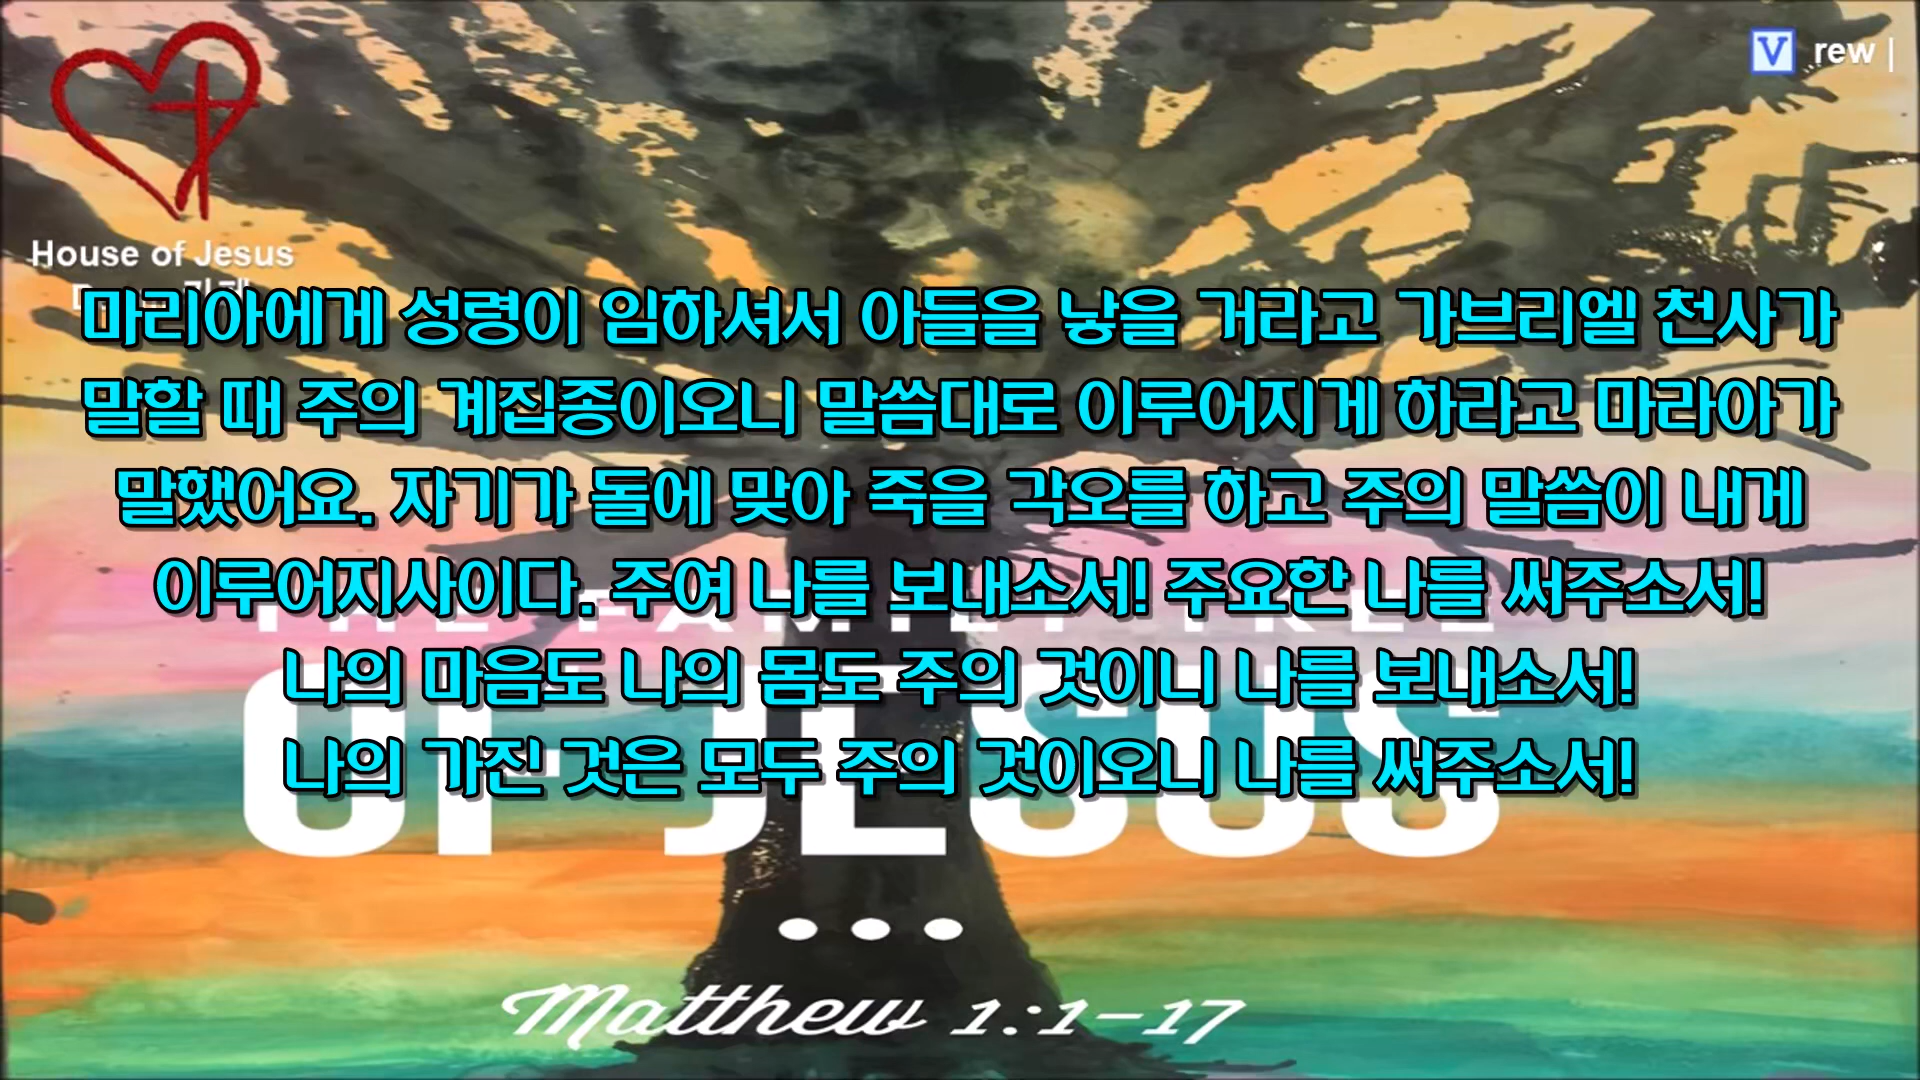 V rew |
House of Jesus
마리아에게 성령이 임하셔서 아들을 낳을 거라고 가브리엘 천사가
말할 때 주의 계집종이오니 말씀대로 이루어지게 하라고 마라아가
말했어요. 자기가 돌에 맞아 죽을 각오를 하고 주의 말씀이 내게
이루어지사이다. 주여 나를 보내소서! 주요한 나를 써주소서!
THE FAMILY TREE
나의 마음도 나의 몸도 주의 것이니 나를 보내소서!
OF JESUS
나의 가진 것은 모두 주의 것이오니 나를 써주소서!
Matthew 1:1-17